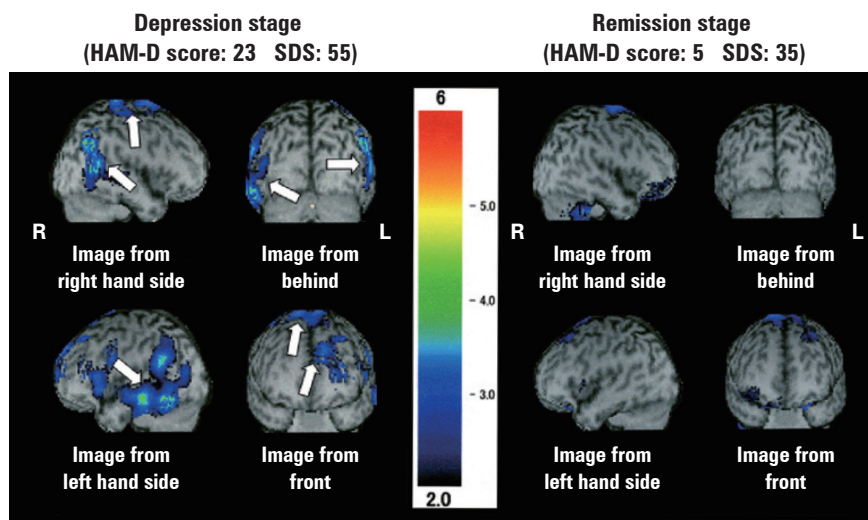 Depression stage
(HAM-D score: 23 SDS: 55)
Remission stage
(HAM-D score: 5 SDS: 35)
R
Image from
right hand side
Image from
behind
L
Image from
left hand side
Image from
front
6
- 5.0
- 4.0
- 3.0
2.0
R
Image from
right hand side
Image from
behind
L
Image from
left hand side
Image from
front